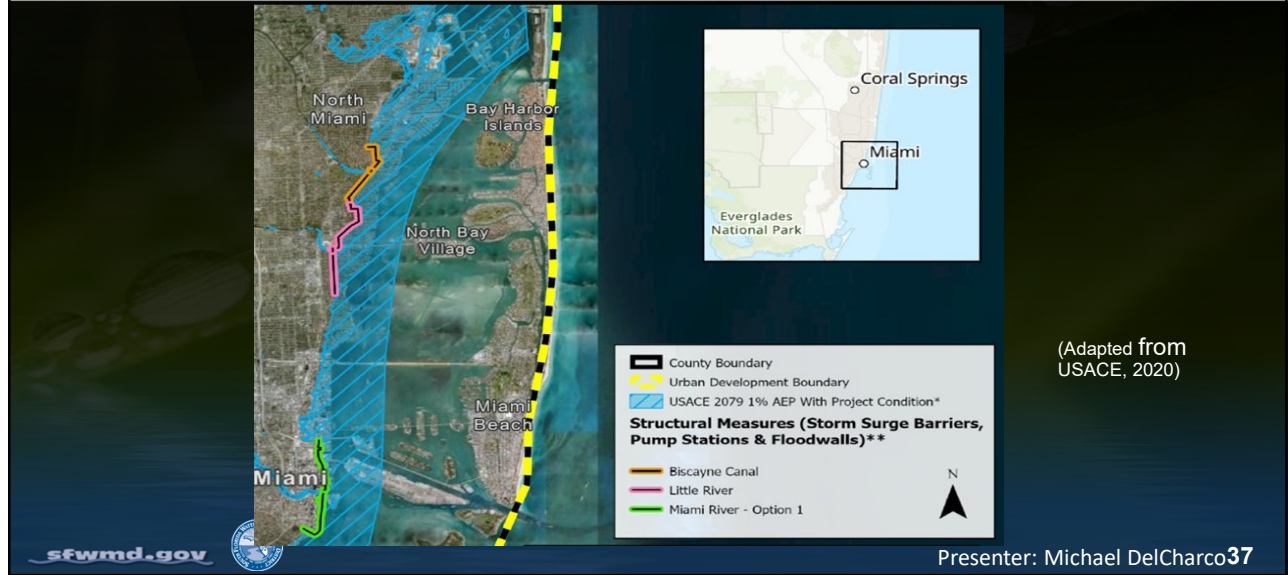 North
Miami
Bay Harbor
Islands
North Bay
Village
Miami
Beach
Miami
Coral Springs
Miami
Everglades
National Park
County Boundary
Urban Development Boundary
USACE 2079 1% AEP With Project Condition*
Structural Measures (Storm Surge Barriers,
Pump Stations & Floodwalls)**
Biscayne Canal
Little River
Miami River - Option 1
N
(Adapted from
USACE, 2020)
sfwmd.gov
Presenter: Michael DelCharco37